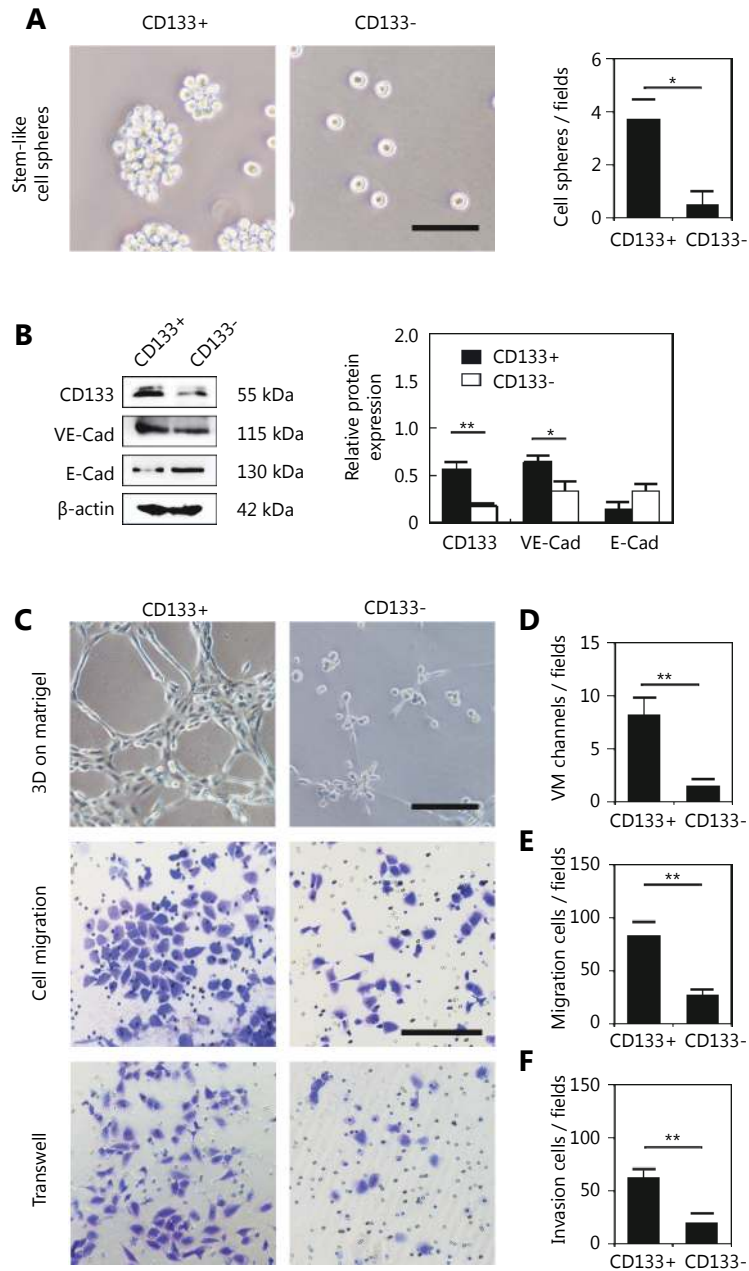 A
CD133+
CD133-
Stem-like
cell spheres
Cell spheres / fields
6
4
2
0
*
CD133+ CD133-
B
CD133+
CD133-
CD133 55 kDa
VE-Cad 115 kDa
E-Cad 130 kDa
β-actin 42 kDa
Relative protein
expression
2.0
1.5
1.0
0.5
0
CD133+
CD133-
**
*
CD133 VE-Cad E-Cad
C
CD133+
CD133-
3D on matrigel
Cell migration
Transwell
D
VM channels / fields
15
10
5
0
**
CD133+ CD133-
E
Migration cells / fields
150
100
50
0
**
CD133+ CD133-
F
Invasion cells / fields
150
100
50
0
**
CD133+ CD133-